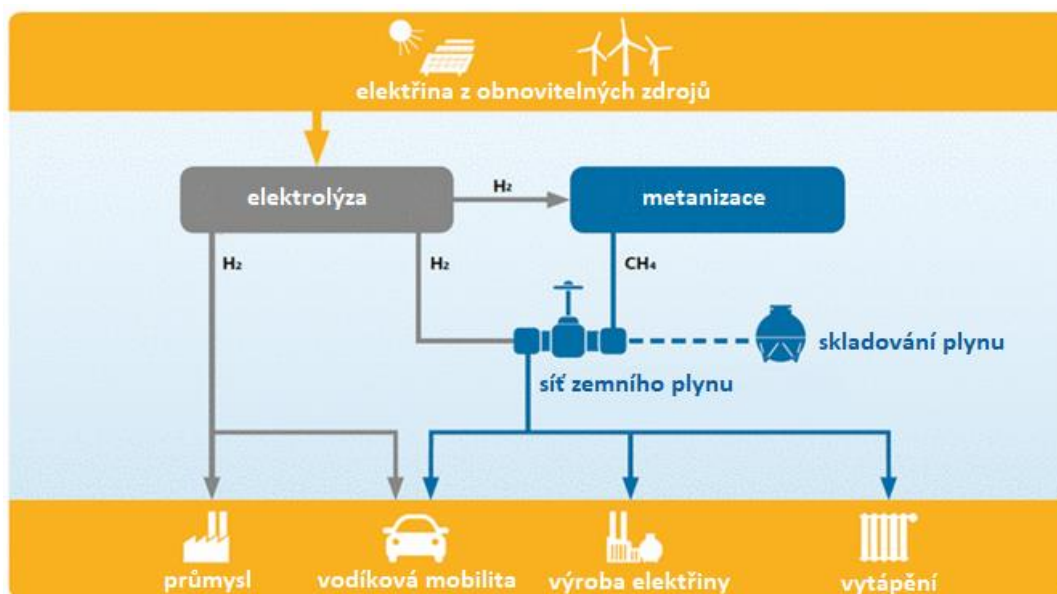 elektřina z obnovitelných zdrojů
elektrolýza
H₂
metanizace
H₂
H₂
CH₄
skladování plynu
síť zemního plynu
průmysl
vodíková mobilita
výroba elektřiny
vytápění